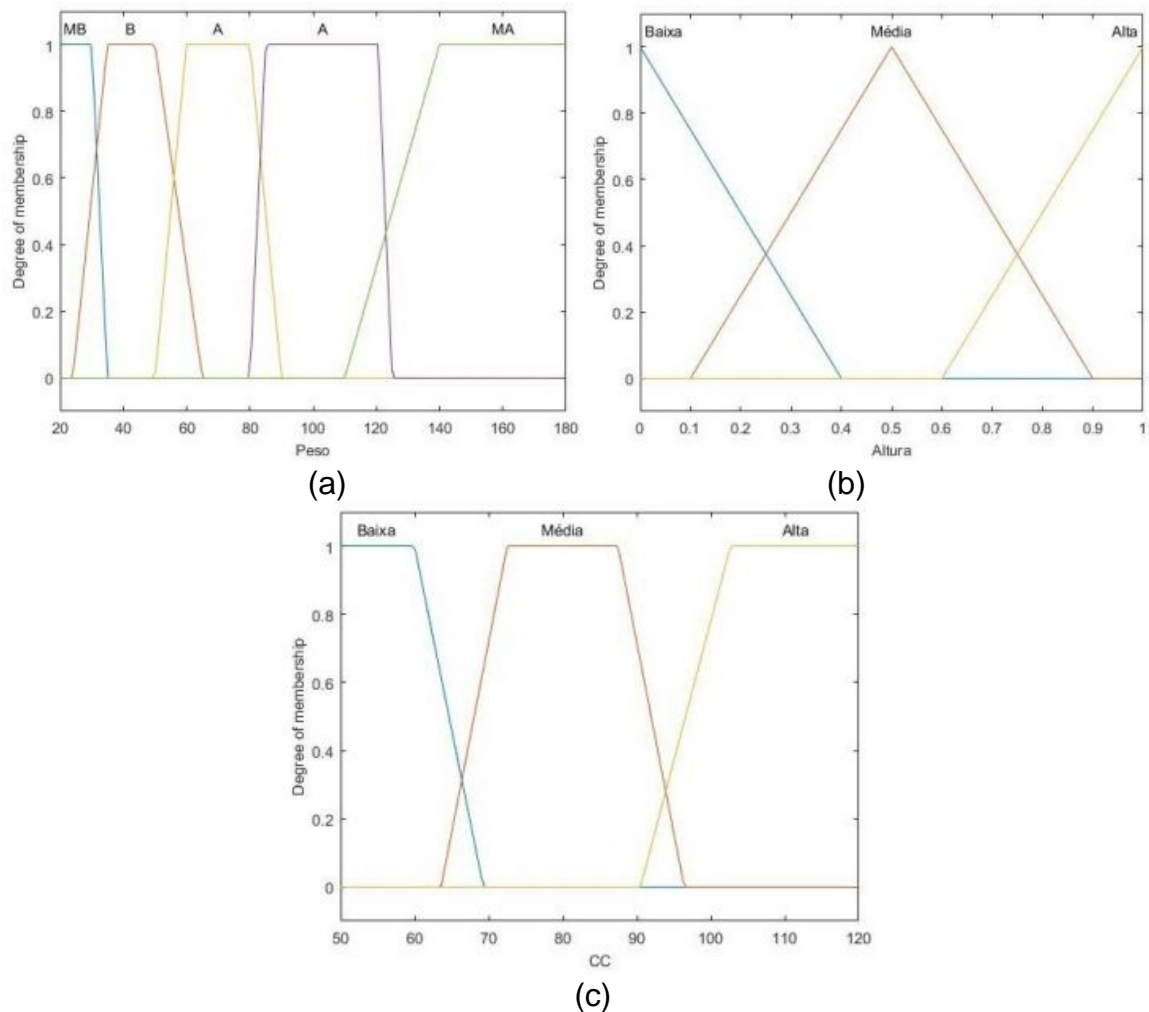 MB B A A MA
1
0.8
0.6
0.4
0.2
0
Degree of membership
20 40 60 80 100 120 140 160 180
Peso
(a)
Baixa Média Alta
1
0.8
0.6
0.4
0.2
0
Degree of membership
0 0.1 0.2 0.3 0.4 0.5 0.6 0.7 0.8 0.9 1
Altura
(b)
Baixa Média Alta
1
0.8
0.6
0.4
0.2
0
Degree of membership
50 60 70 80 90 100 110 120
CC
(c)